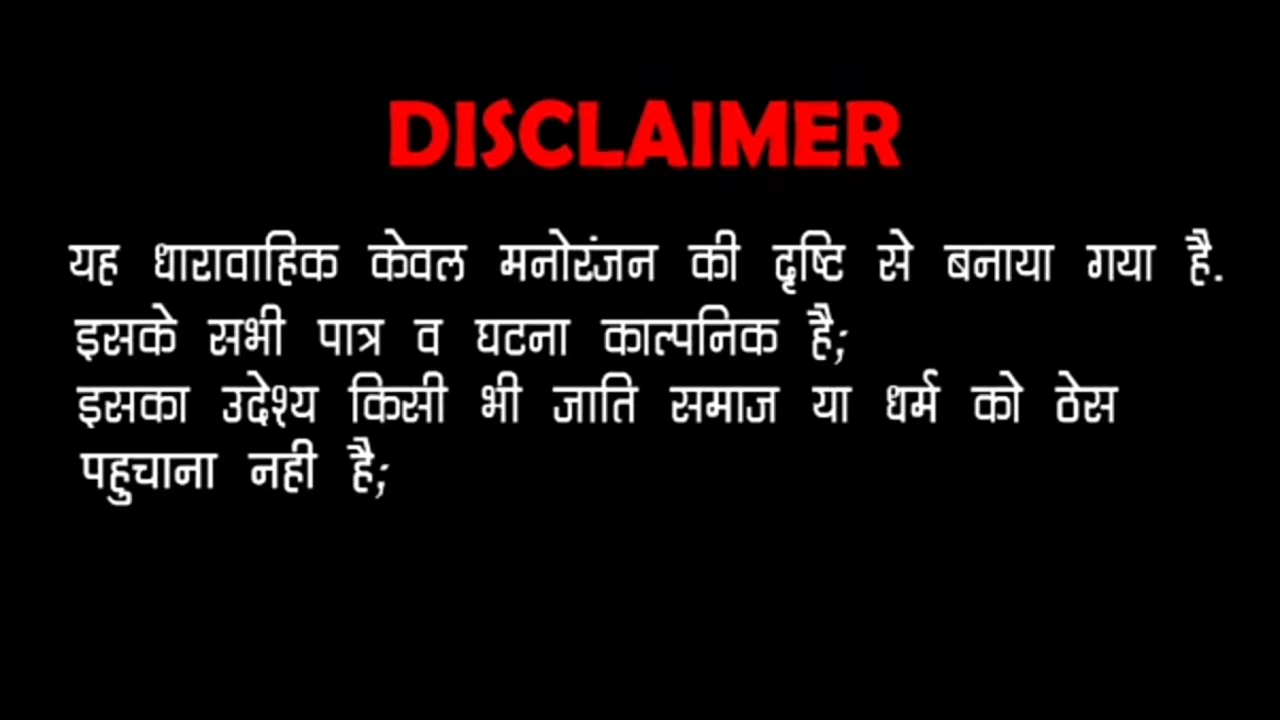 DISCLAIMER
यह धारावाहिक केवल मनोरंजन की दृष्टि से बनाया गया है.
इसके सभी पात्र व घटना काल्पनिक है;
इसका उदेश्य किसी भी जाति समाज या धर्म को ठेस
पहुचाना नही है;